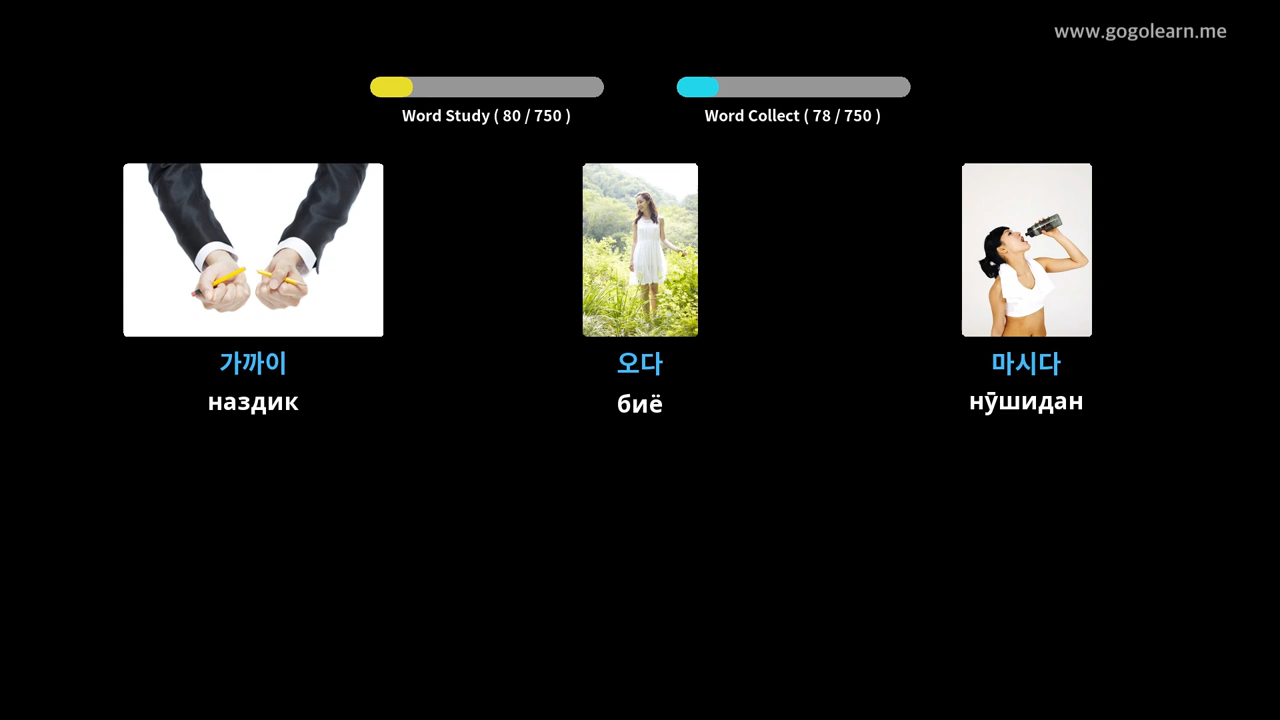 www.gogolearn.me
Word Study ( 80 / 750 )
Word Collect ( 78 / 750 )
가까이
오다
마시다
наздик
биё
нӯшидан